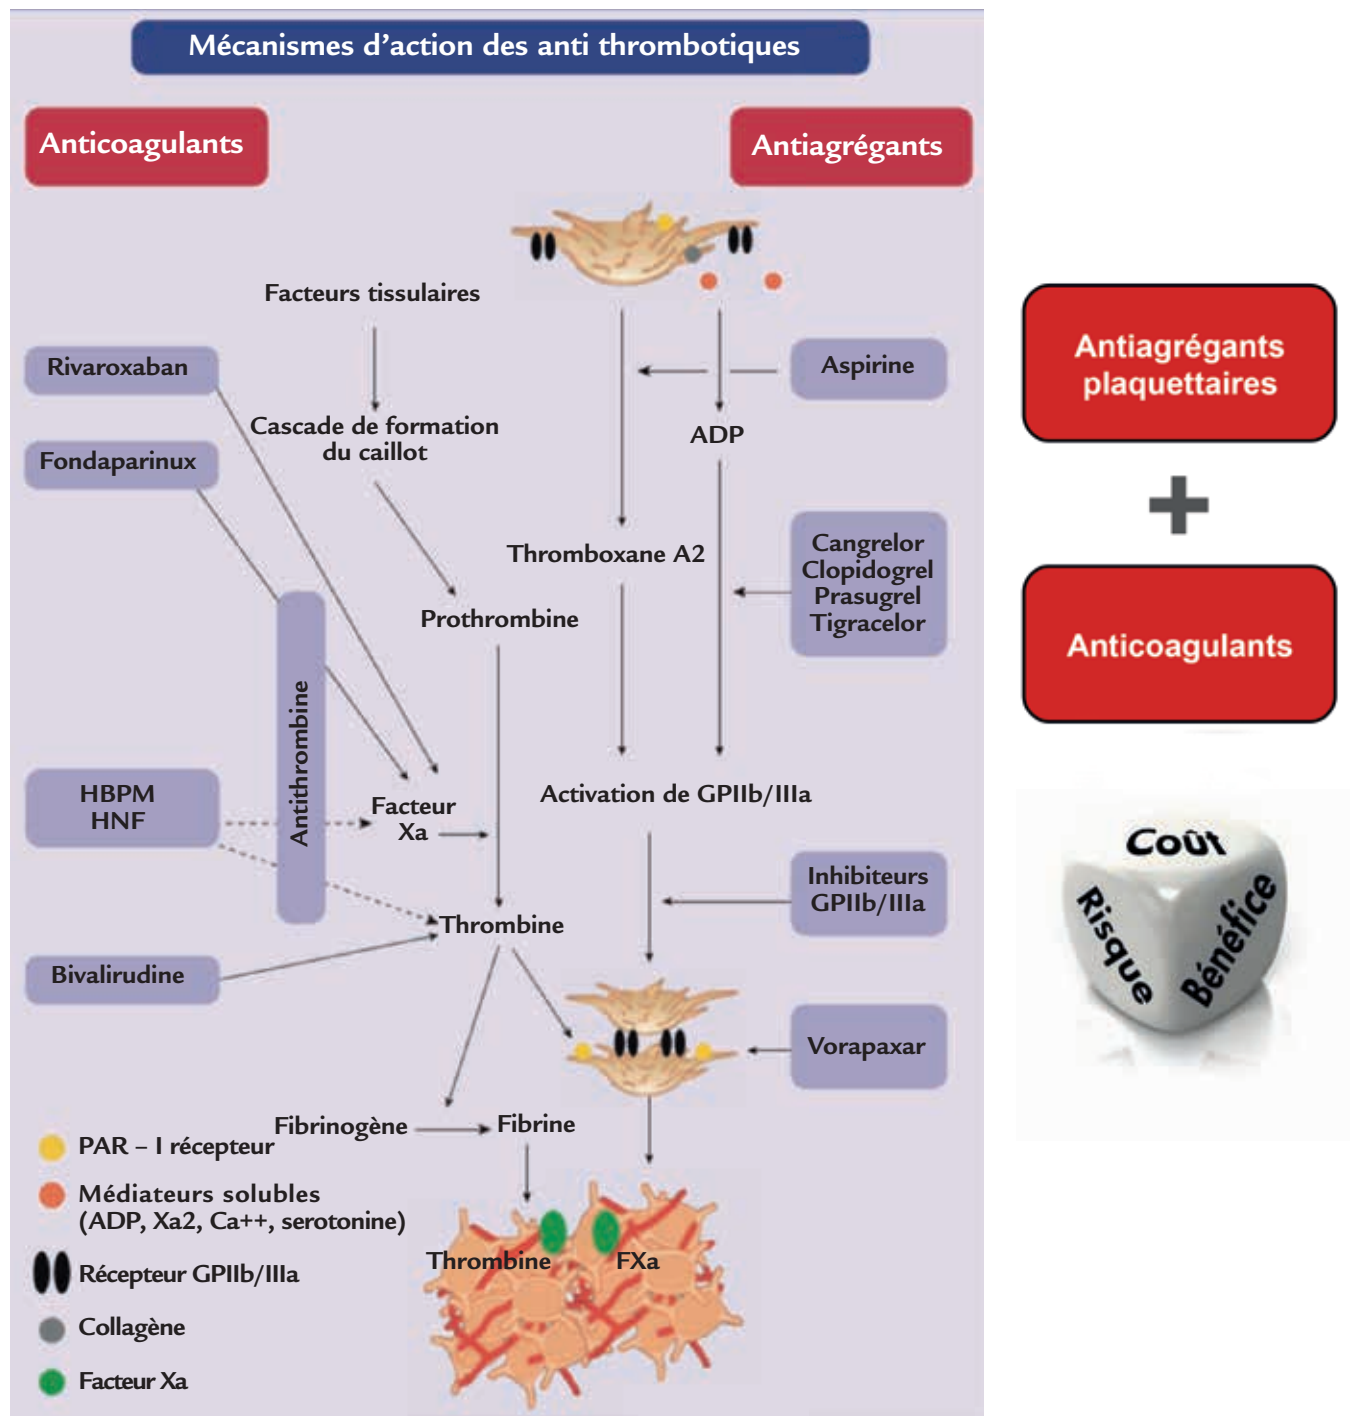 Mécanismes d’action des anti thrombotiques
Anticoagulants
Antiagrégants
Facteurs tissulaires
Rivaroxaban
Aspirine
Cascade de formation
du caillot
ADP
Fondaparinux
Thromboxane A2
Cangrelor
Clopidogrel
Prasugrel
Tigracelor
Prothrombine
Antithrombine
HBPM
HNF
Facteur
Xa
Activation de GPIIb/IIIa
Inhibiteurs
GPIIb/IIIa
Thrombine
Bivalirudine
Vorapaxar
Fibrinogène
Fibrine
PAR – I récepteur
Médiateurs solubles
(ADP, Xa2, Ca++, serotonine)
Récepteur GPIIb/IIIa
Collagène
Facteur Xa
Thrombine
FXa
Antiagrégants
plaquettaires
+
Anticoagulants
Coût
Risque
Bénéfice